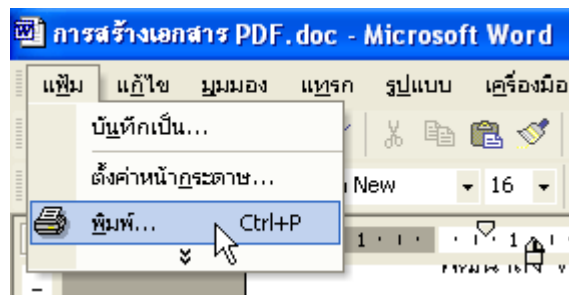 การสร้างเอกสาร PDF.doc - Microsoft Word
แฟ้ม แก้ไข มุมมอง แทรก รูปแบบ เครื่องมือ
บันทึกเป็น...
ตั้งค่าหน้ากระดาษ...
New 16
พิมพ์... Ctrl+P
1 1